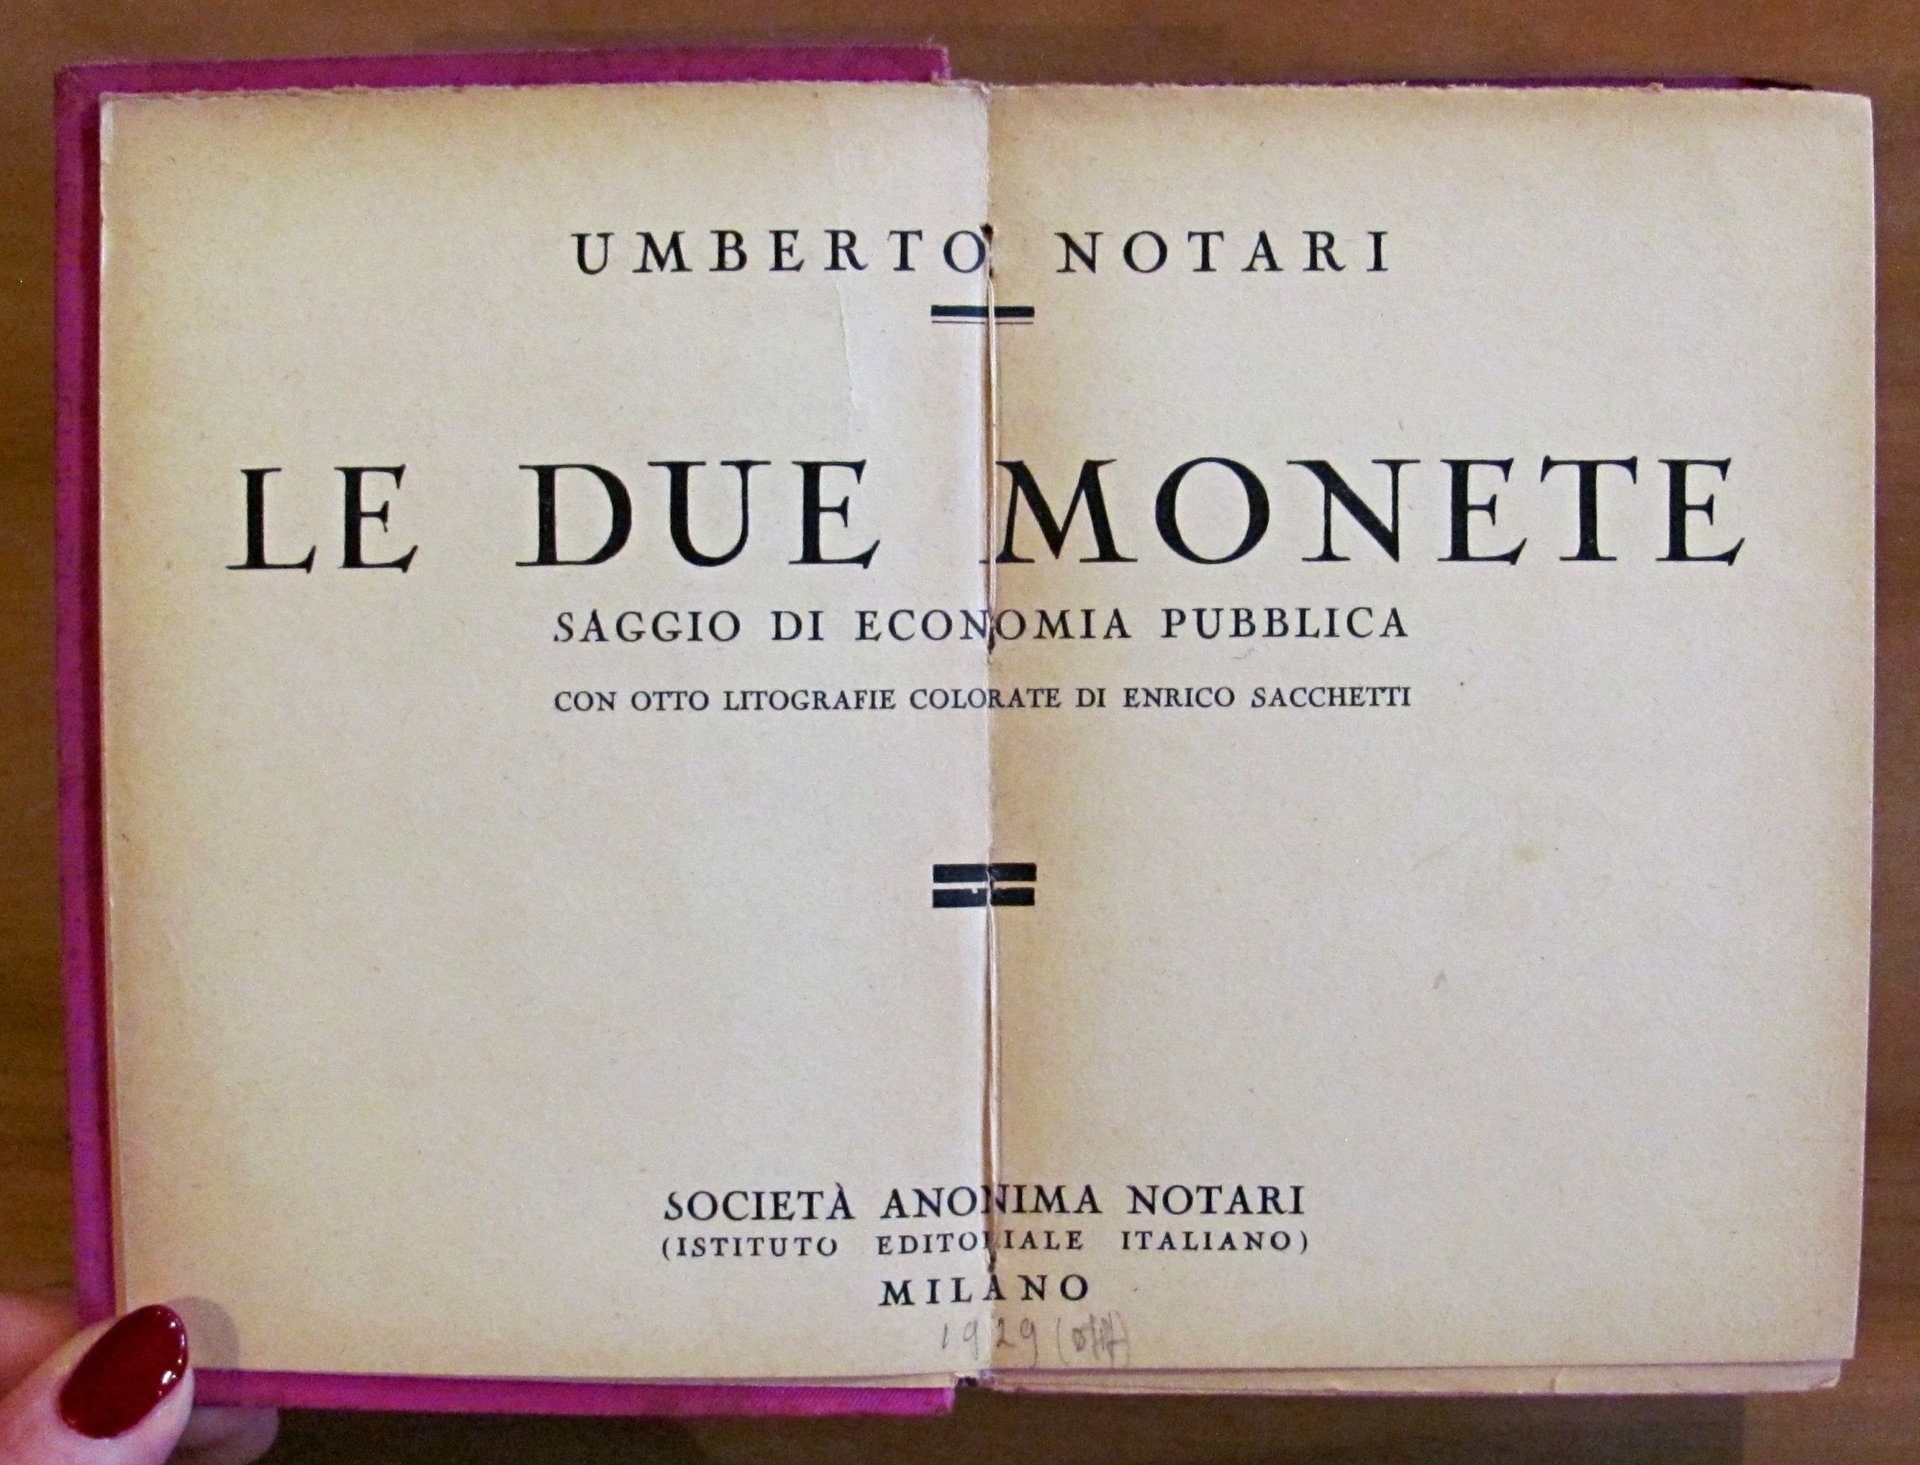 UMBERTO NOTARI
LE DUE MONETE
SAGGIO DI ECONOMIA PUBBLICA
CON OTTO LITOGRAFIE COLORATE DI ENRICO SACCHETTI
SOCIETÀ ANONIMA NOTARI
(ISTITUTO EDITORIALE ITALIANO)
MILANO
1929